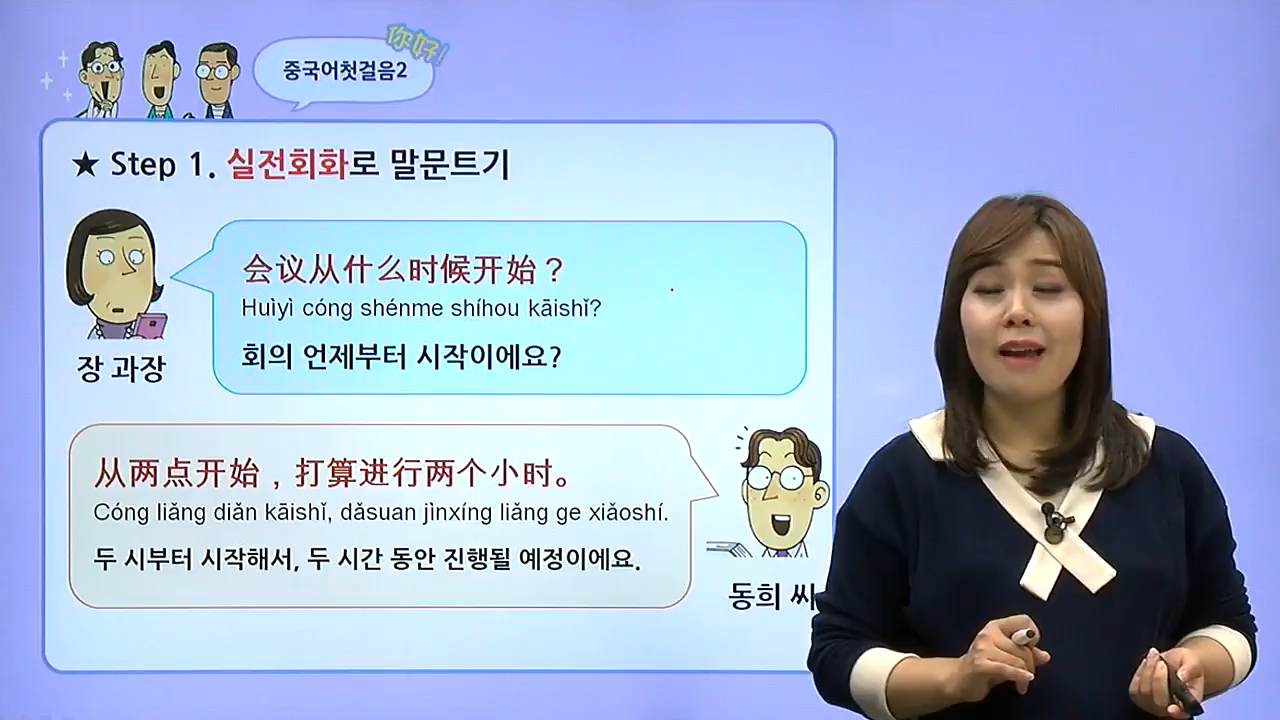 你好!
중국어첫걸음2
★ Step 1. 실전회화로 말문트기
会议从什么时候开始？
Huìyì cóng shénme shíhou kāishǐ?
회의 언제부터 시작이에요?
장 과장
从两点开始，打算进行两个小时。
Cóng liǎng diǎn kāishǐ, dǎsuan jìnxíng liǎng ge xiǎoshí.
두 시부터 시작해서, 두 시간 동안 진행될 예정이에요.
동희 씨